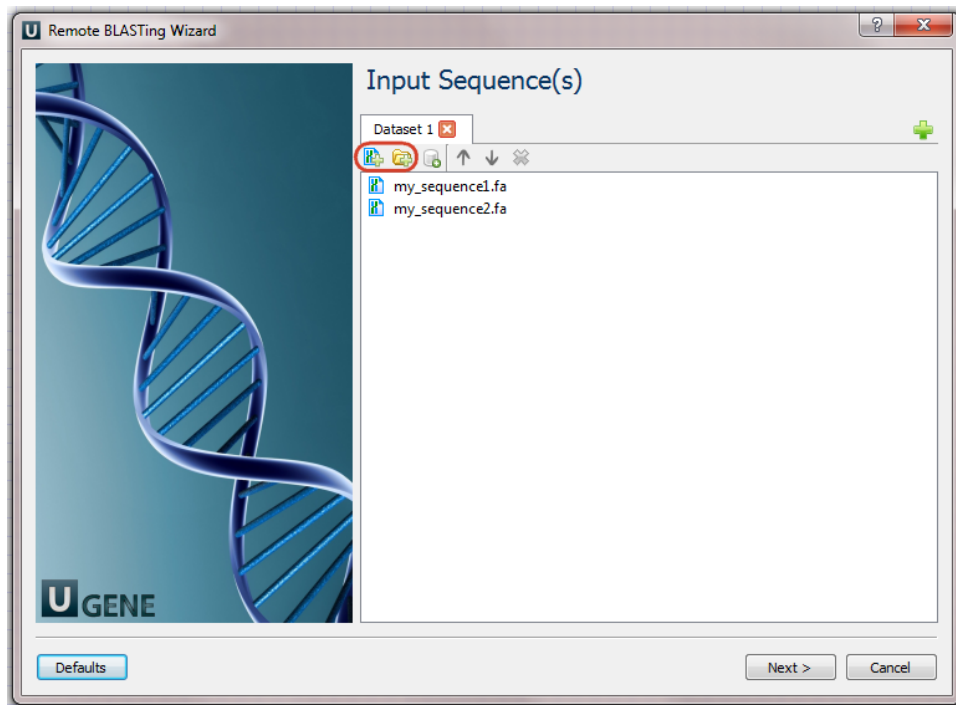 Remote BLASTing Wizard
Input Sequence(s)
Dataset 1
my_sequence1.fa
my_sequence2.fa
U GENE
Defaults
Next >
Cancel